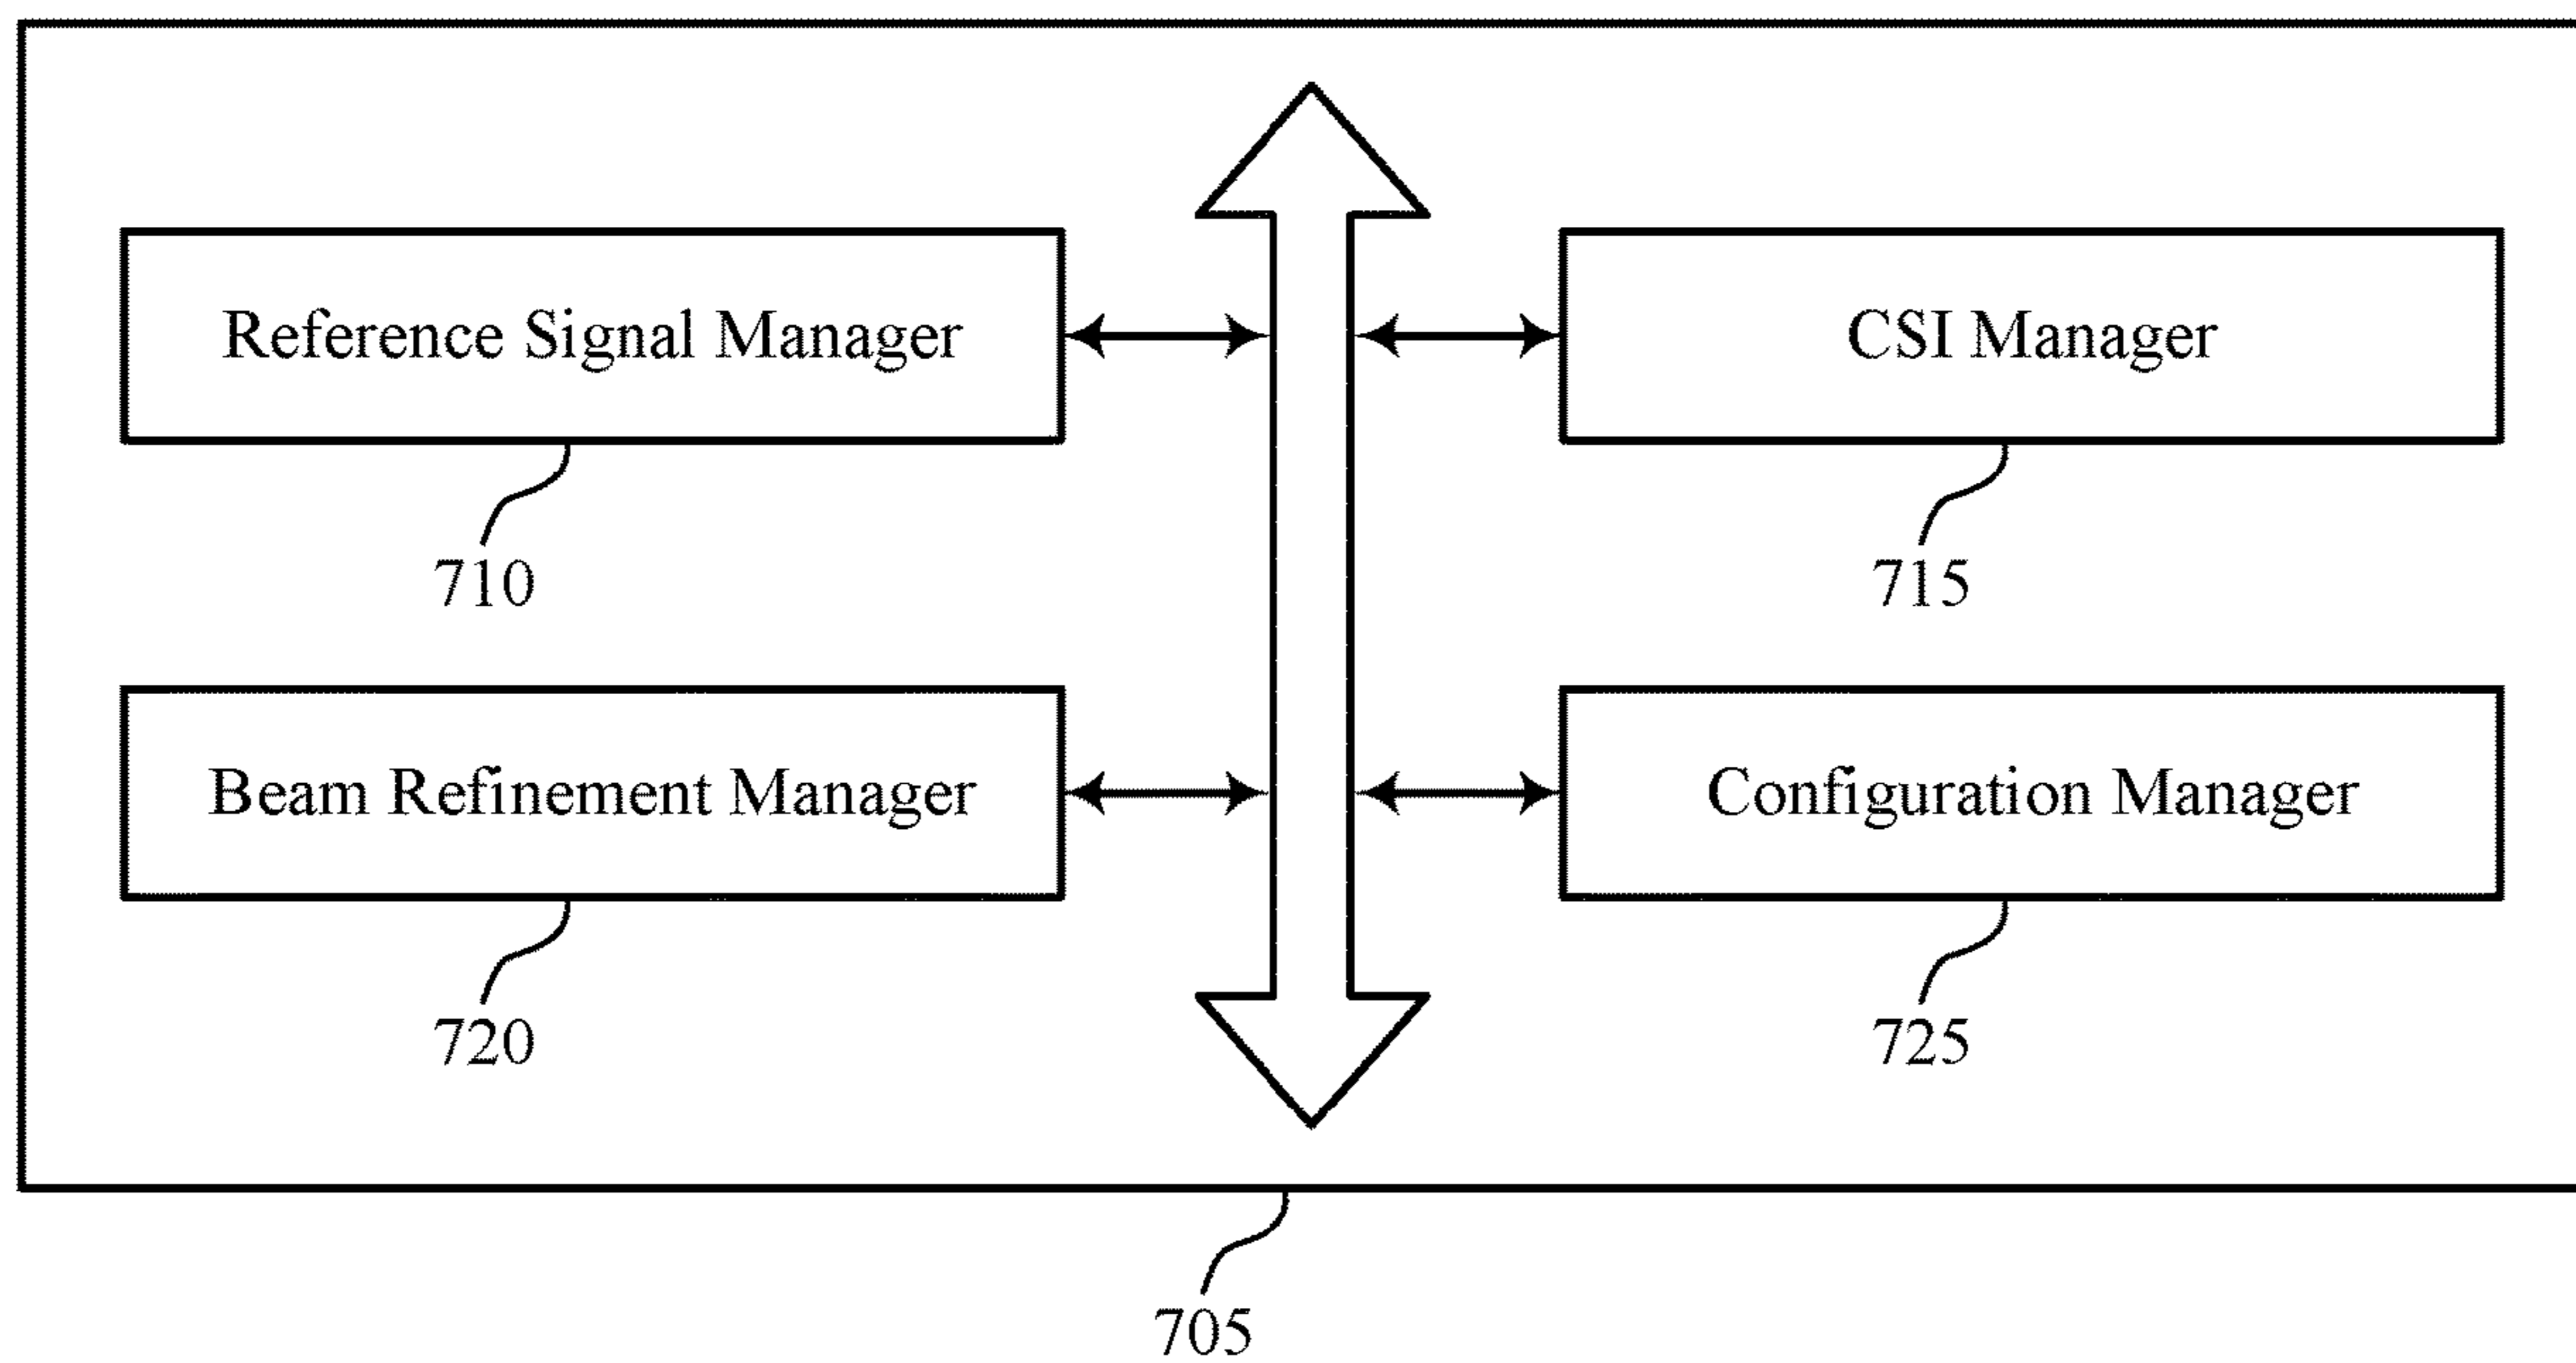 Reference Signal Manager
CSI Manager
710
715
Beam Refinement Manager
Configuration Manager
720
725
705